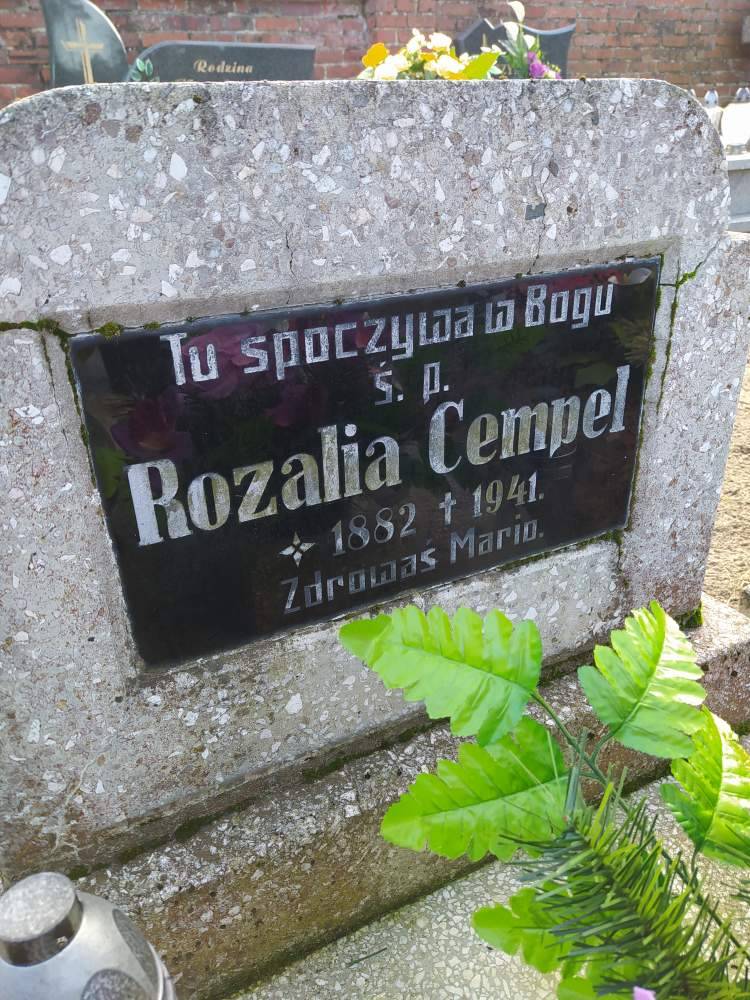 Rodzina
Tu spoczywa w Bogu
ś. p.
Rozalia Cempel
* 1882 † 1941.
Zdrowaś Mario.